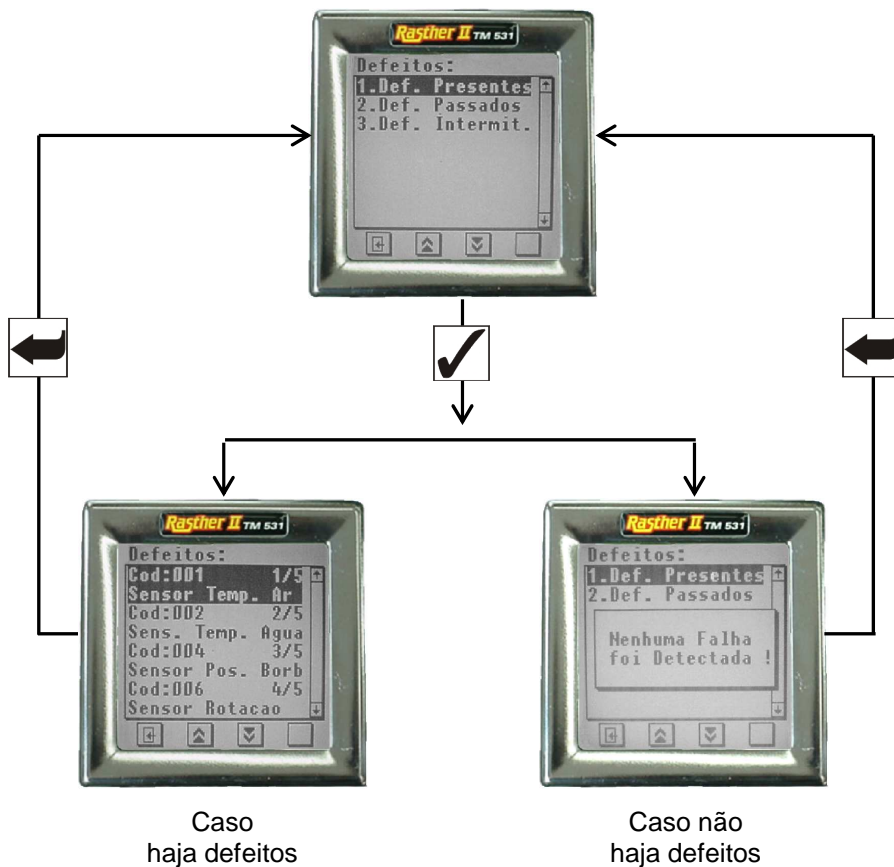 Rasther II TM 531
Defeitos:
1.Def. Presentes
2.Def. Passados
3.Def. Intermit.
Rasther II TM 531
Defeitos:
Cod:001 1/5
Sensor Temp. Ar
Cod:002 2/5
Sens. Temp. Agua
Cod:004 3/5
Sensor Pos. Borb
Cod:006 4/5
Sensor Rotacao
Caso
haja defeitos
Rasther II TM 531
Defeitos:
1.Def. Presentes
2.Def. Passados
Nenhuma Falha
foi Detectada !
Caso não
haja defeitos